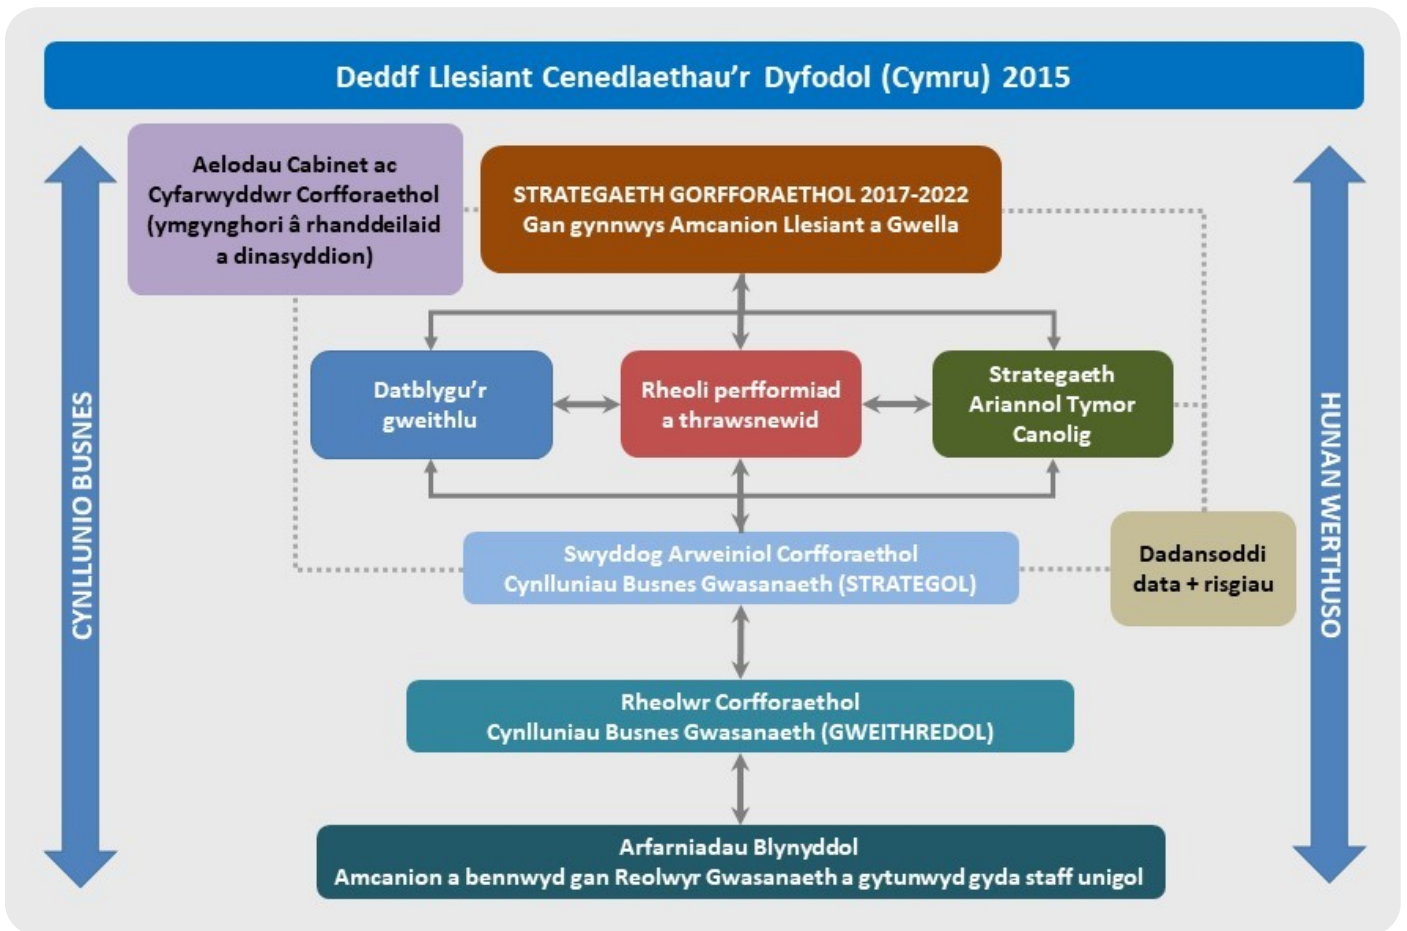 Deddf Llesiant Cenedlaethau’r Dyfodol (Cymru) 2015
Aelodau Cabinet ac
Cyfarwyddwr Corfforaethol
(ymgynghori â rhanddeilaid
a dinasyddion)
STRATEGAETH GORFFORAETHOL 2017-2022
Gan gynnwys Amcanion Llesiant a Gwella
CYNLLUNIO BUSNES
HUNAN WERTHUSO
Datblygu’r
gweithlu
Rheoli perfformiad
a thrawsnewid
Strategaeth
Ariannol Tymor
Canolig
Swyddog Arweiniol Corfforaethol
Cynlluniau Busnes Gwasanaeth (STRATEGOL)
Dadansoddi
data + risgiau
Rheolwr Corfforaethol
Cynlluniau Busnes Gwasanaeth (GWEITHREDOL)
Arfarniadau Blynyddol
Amcanion a bennwyd gan Reolwyr Gwasanaeth a gytunwyd gyda staff unigol